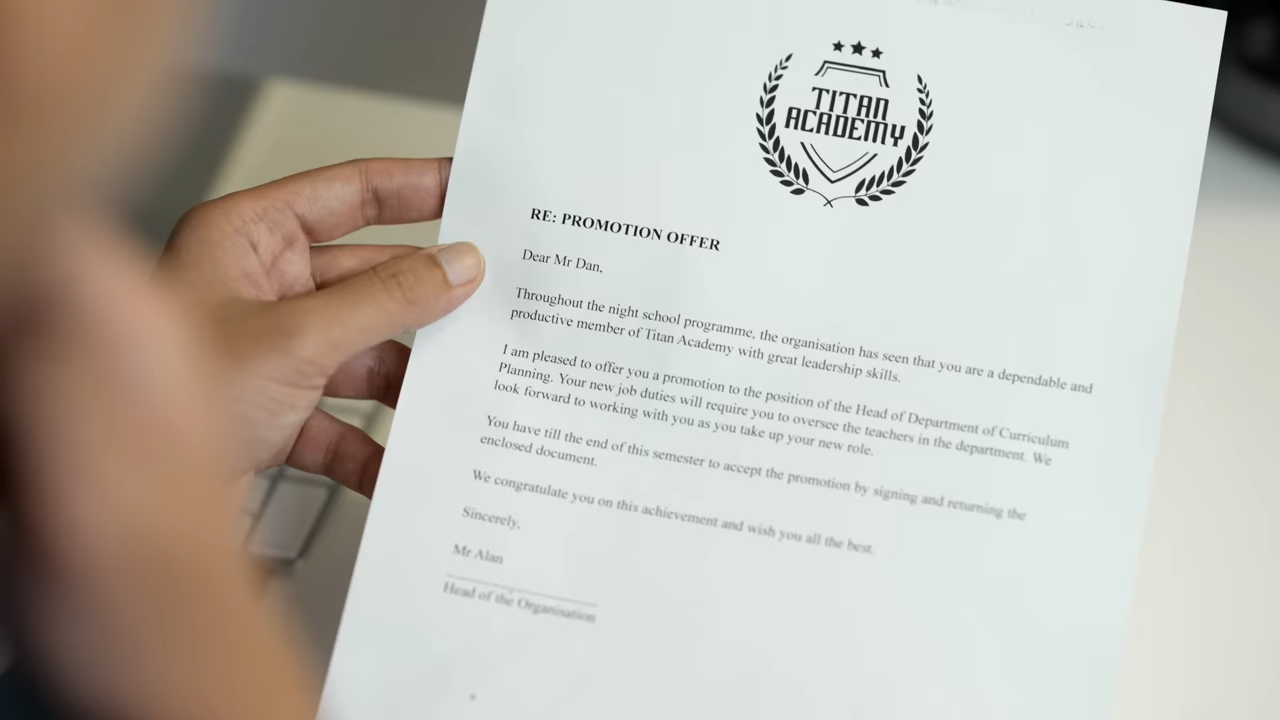 TITAN
ACADEMY
RE: PROMOTION OFFER
Dear Mr Dan,
Throughout the night school programme, the organisation has seen that you are a dependable and
productive member of Titan Academy with great leadership skills.
I am pleased to offer you a promotion to the position of the Head of Department of Curriculum
Planning. Your new job duties will require you to oversee the teachers in the department. We
look forward to working with you as you take up your new role.
You have till the end of this semester to accept the promotion by signing and returning the
enclosed document.
We congratulate you on this achievement and wish you all the best.
Sincerely,
Mr Alan
Head of the Organisation